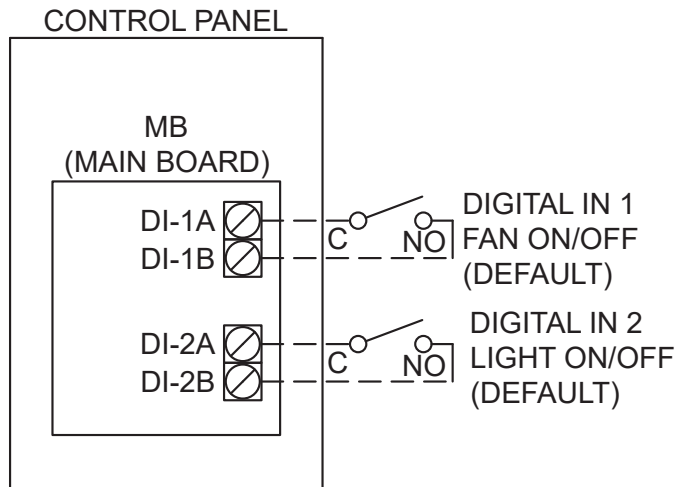 CONTROL PANEL
MB
(MAIN BOARD)
DI-1A
DI-1B
C
NO
DIGITAL IN 1
FAN ON/OFF
(DEFAULT)
DI-2A
DI-2B
C
NO
DIGITAL IN 2
LIGHT ON/OFF
(DEFAULT)